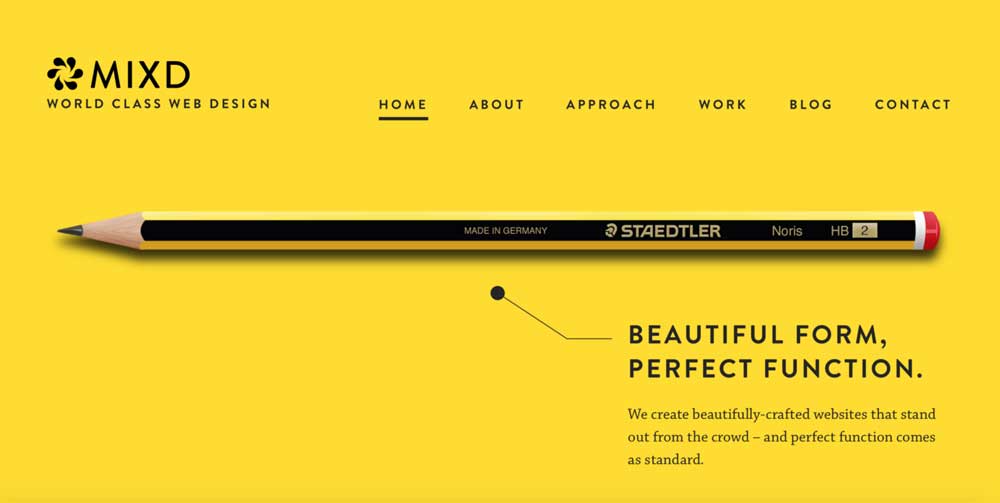 MIXD
WORLD CLASS WEB DESIGN
HOME ABOUT APPROACH WORK BLOG CONTACT
MADE IN GERMANY STAEDTLER Noris HB 2
BEAUTIFUL FORM,
PERFECT FUNCTION.
We create beautifully-crafted websites that stand
out from the crowd – and perfect function comes
as standard.